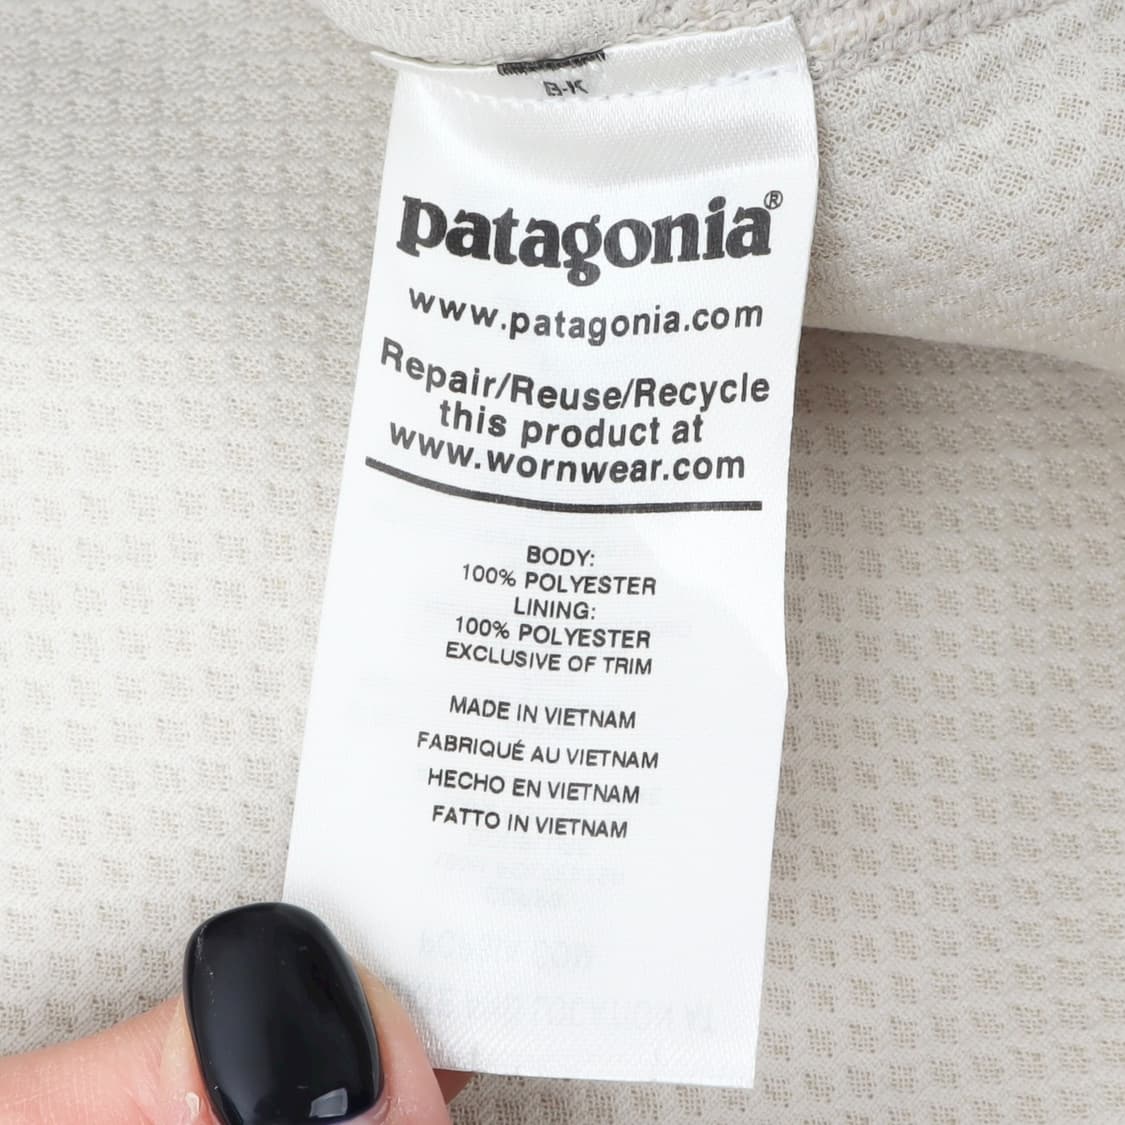 B-K
patagonia®
www.patagonia.com
Repair/Reuse/Recycle
this product at
www.wornwear.com
BODY:
100% POLYESTER
LINING:
100% POLYESTER
EXCLUSIVE OF TRIM
MADE IN VIETNAM
FABRIQUÉ AU VIETNAM
HECHO EN VIETNAM
FATTO IN VIETNAM